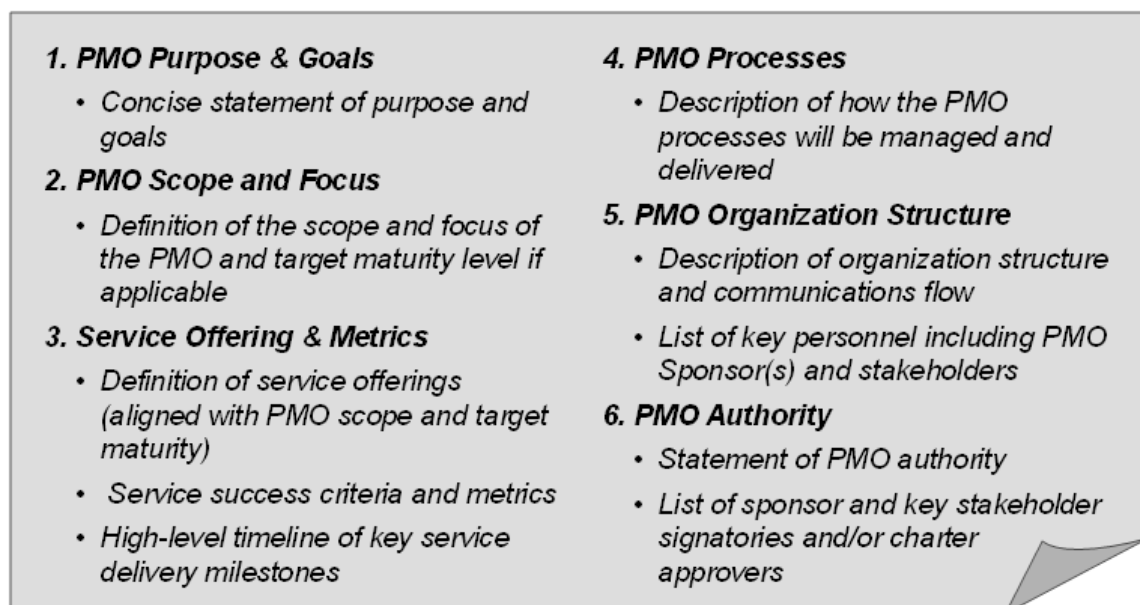 1. PMO Purpose & Goals
• Concise statement of purpose and
goals
2. PMO Scope and Focus
• Definition of the scope and focus of
the PMO and target maturity level if
applicable
3. Service Offering & Metrics
• Definition of service offerings
(aligned with PMO scope and target
maturity)
• Service success criteria and metrics
• High-level timeline of key service
delivery milestones
4. PMO Processes
• Description of how the PMO
processes will be managed and
delivered
5. PMO Organization Structure
• Description of organization structure
and communications flow
• List of key personnel including PMO
Sponsor(s) and stakeholders
6. PMO Authority
• Statement of PMO authority
• List of sponsor and key stakeholder
signatories and/or charter
approvers